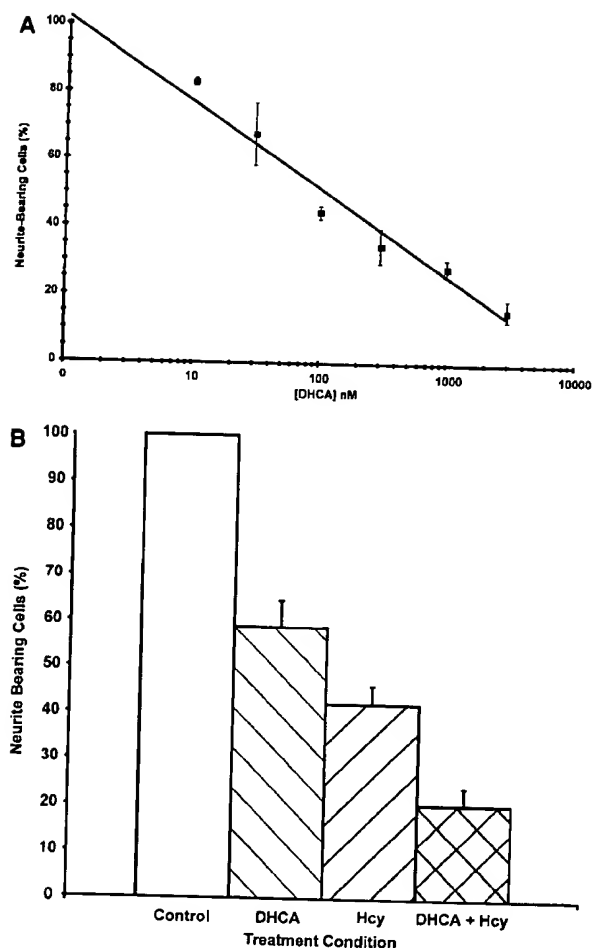 A
Neurite-Bearing Cells (%)
100
80
60
40
20
0
0 10 100 1000 10000
[DHCA] nM
B
Neurite Bearing Cells (%)
100
90
80
70
60
50
40
30
20
10
0
Control DHCA Hcy DHCA + Hcy
Treatment Condition